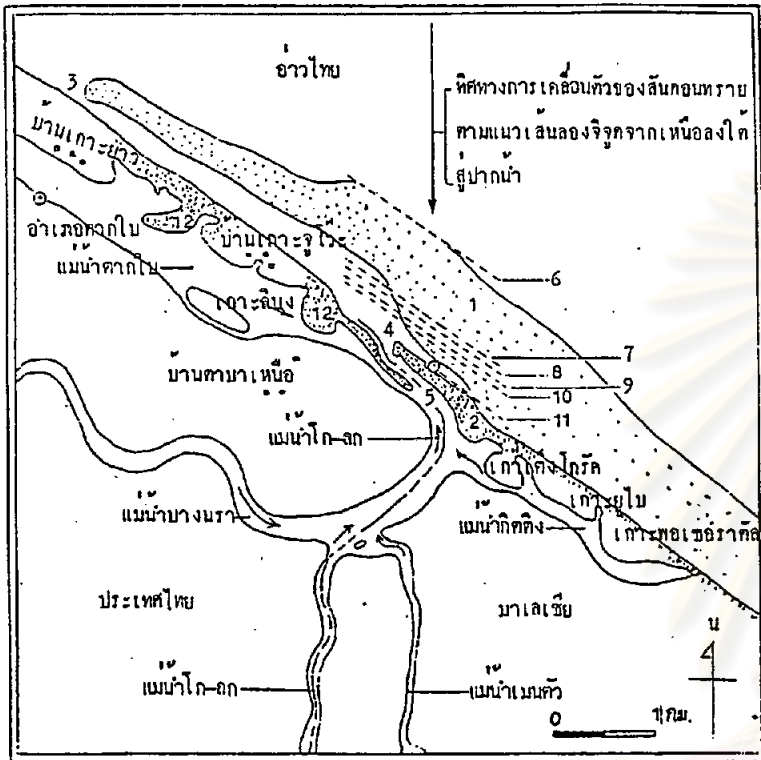 อ่าวไทย
ทิศทางการเคลื่อนตัวของสันดอนทราย
ตามแนวเส้นลองจิจูดจากเหนือลงใต้
สู่ปากน้ำ
3
บ้านเกาะยาว
12
อำเภอตากใบ
บ้านเกาะจูโว๊ะ
แม่น้ำตากใบ
6
1
เกาะลิบง
12
4
7
8
9
10
11
บ้านตาบาเหนือ
5
2
แม่น้ำโก-ลก
เกาะยูไบ
แม่น้ำบางนรา
แม่น้ำกิตติง
ประเทศไทย
มาเลเซีย
น
แม่น้ำโก-ลก
แม่น้ำเมนตัว
0
1 กม.